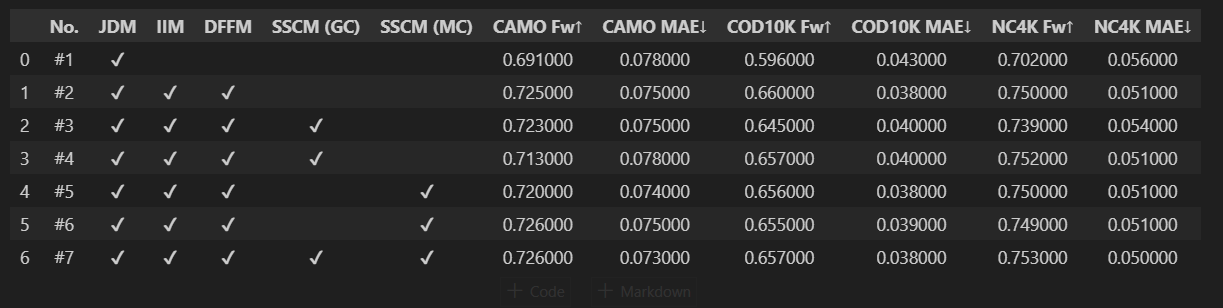 No. JDM IIM DFFM SSCM (GC) SSCM (MC) CAMO Fw↑ CAMO MAE↓ COD10K Fw↑ COD10K MAE↓ NC4K Fw↑ NC4K MAE↓
0 #1 ✓ 0.691000 0.078000 0.596000 0.043000 0.702000 0.056000
1 #2 ✓ ✓ ✓ 0.725000 0.075000 0.660000 0.038000 0.750000 0.051000
2 #3 ✓ ✓ ✓ ✓ 0.723000 0.075000 0.645000 0.040000 0.739000 0.054000
3 #4 ✓ ✓ ✓ ✓ 0.713000 0.078000 0.657000 0.040000 0.752000 0.051000
4 #5 ✓ ✓ ✓ ✓ 0.720000 0.074000 0.656000 0.038000 0.750000 0.051000
5 #6 ✓ ✓ ✓ ✓ 0.726000 0.075000 0.655000 0.039000 0.749000 0.051000
6 #7 ✓ ✓ ✓ ✓ ✓ 0.726000 0.073000 0.657000 0.038000 0.753000 0.050000
+ Code + Markdown